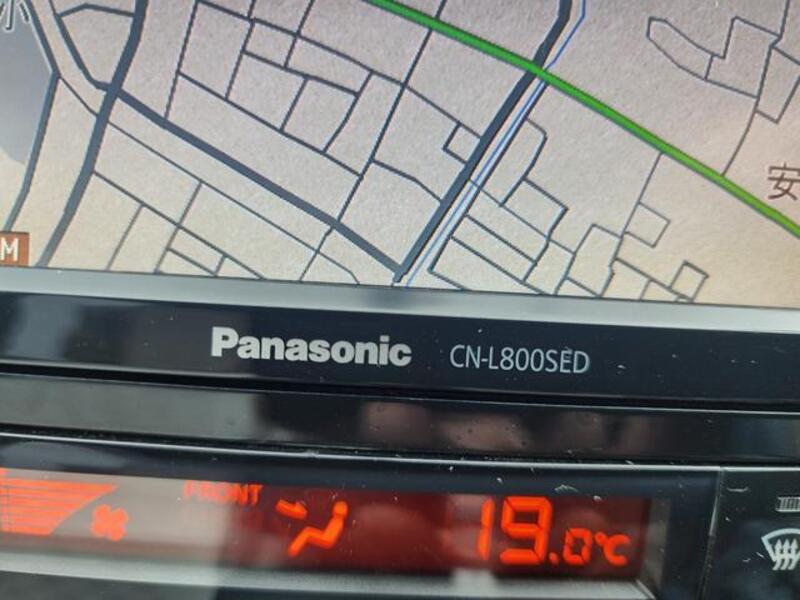 安
M
Panasonic CN-L800SED
FRONT
19.0℃